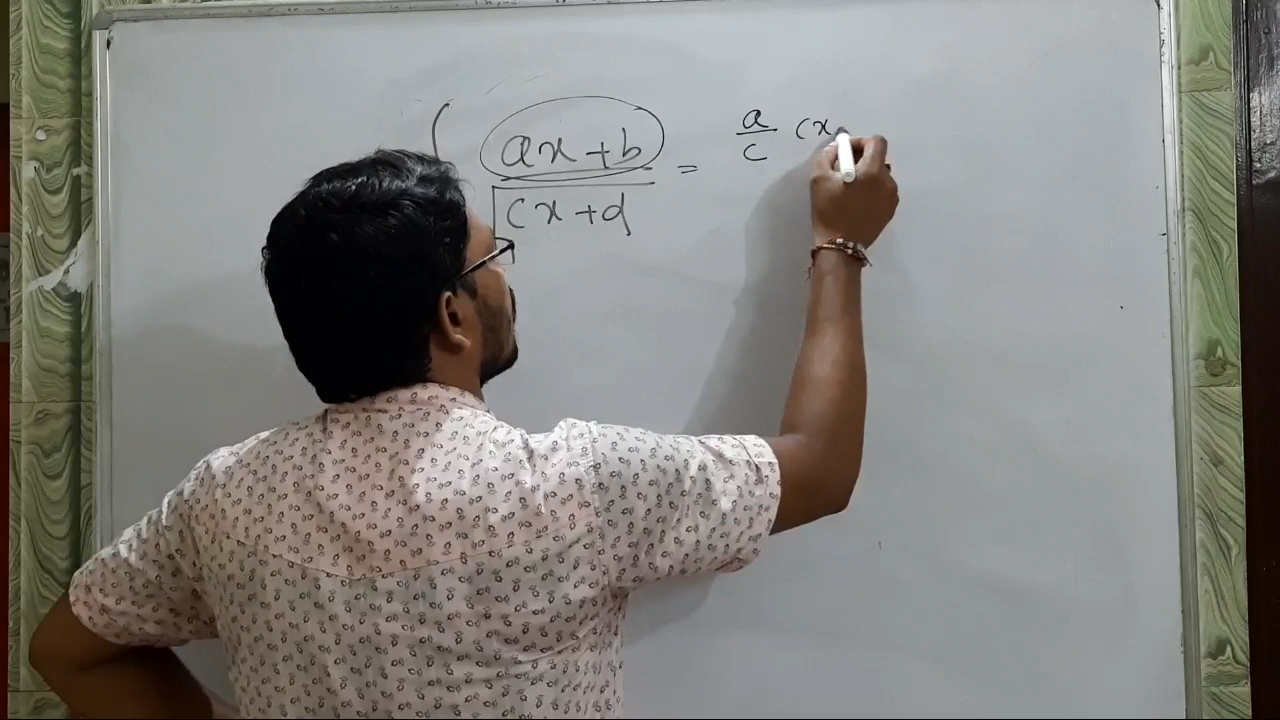 ∫ (ax + b)/(cx + d) = a/c (x